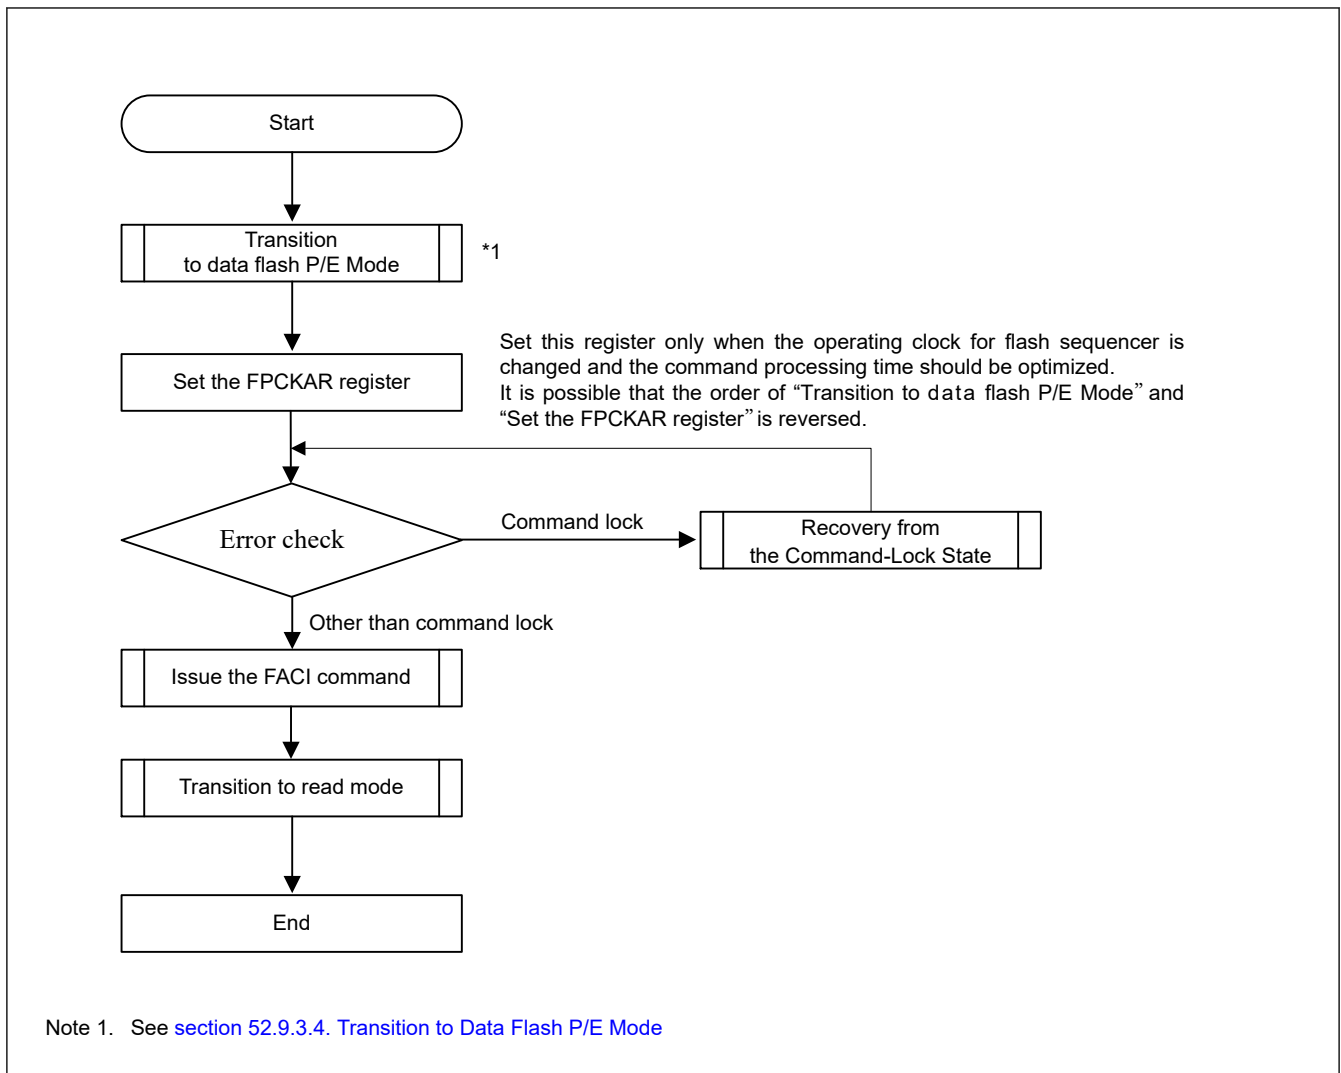 Start
Transition
to data flash P/E Mode
*1
Set the FPCKAR register
Set this register only when the operating clock for flash sequencer is
changed and the command processing time should be optimized.
It is possible that the order of “Transition to data flash P/E Mode” and
“Set the FPCKAR register” is reversed.
Error check
Command lock
Recovery from
the Command-Lock State
Other than command lock
Issue the FACI command
Transition to read mode
End
Note 1. See section 52.9.3.4. Transition to Data Flash P/E Mode